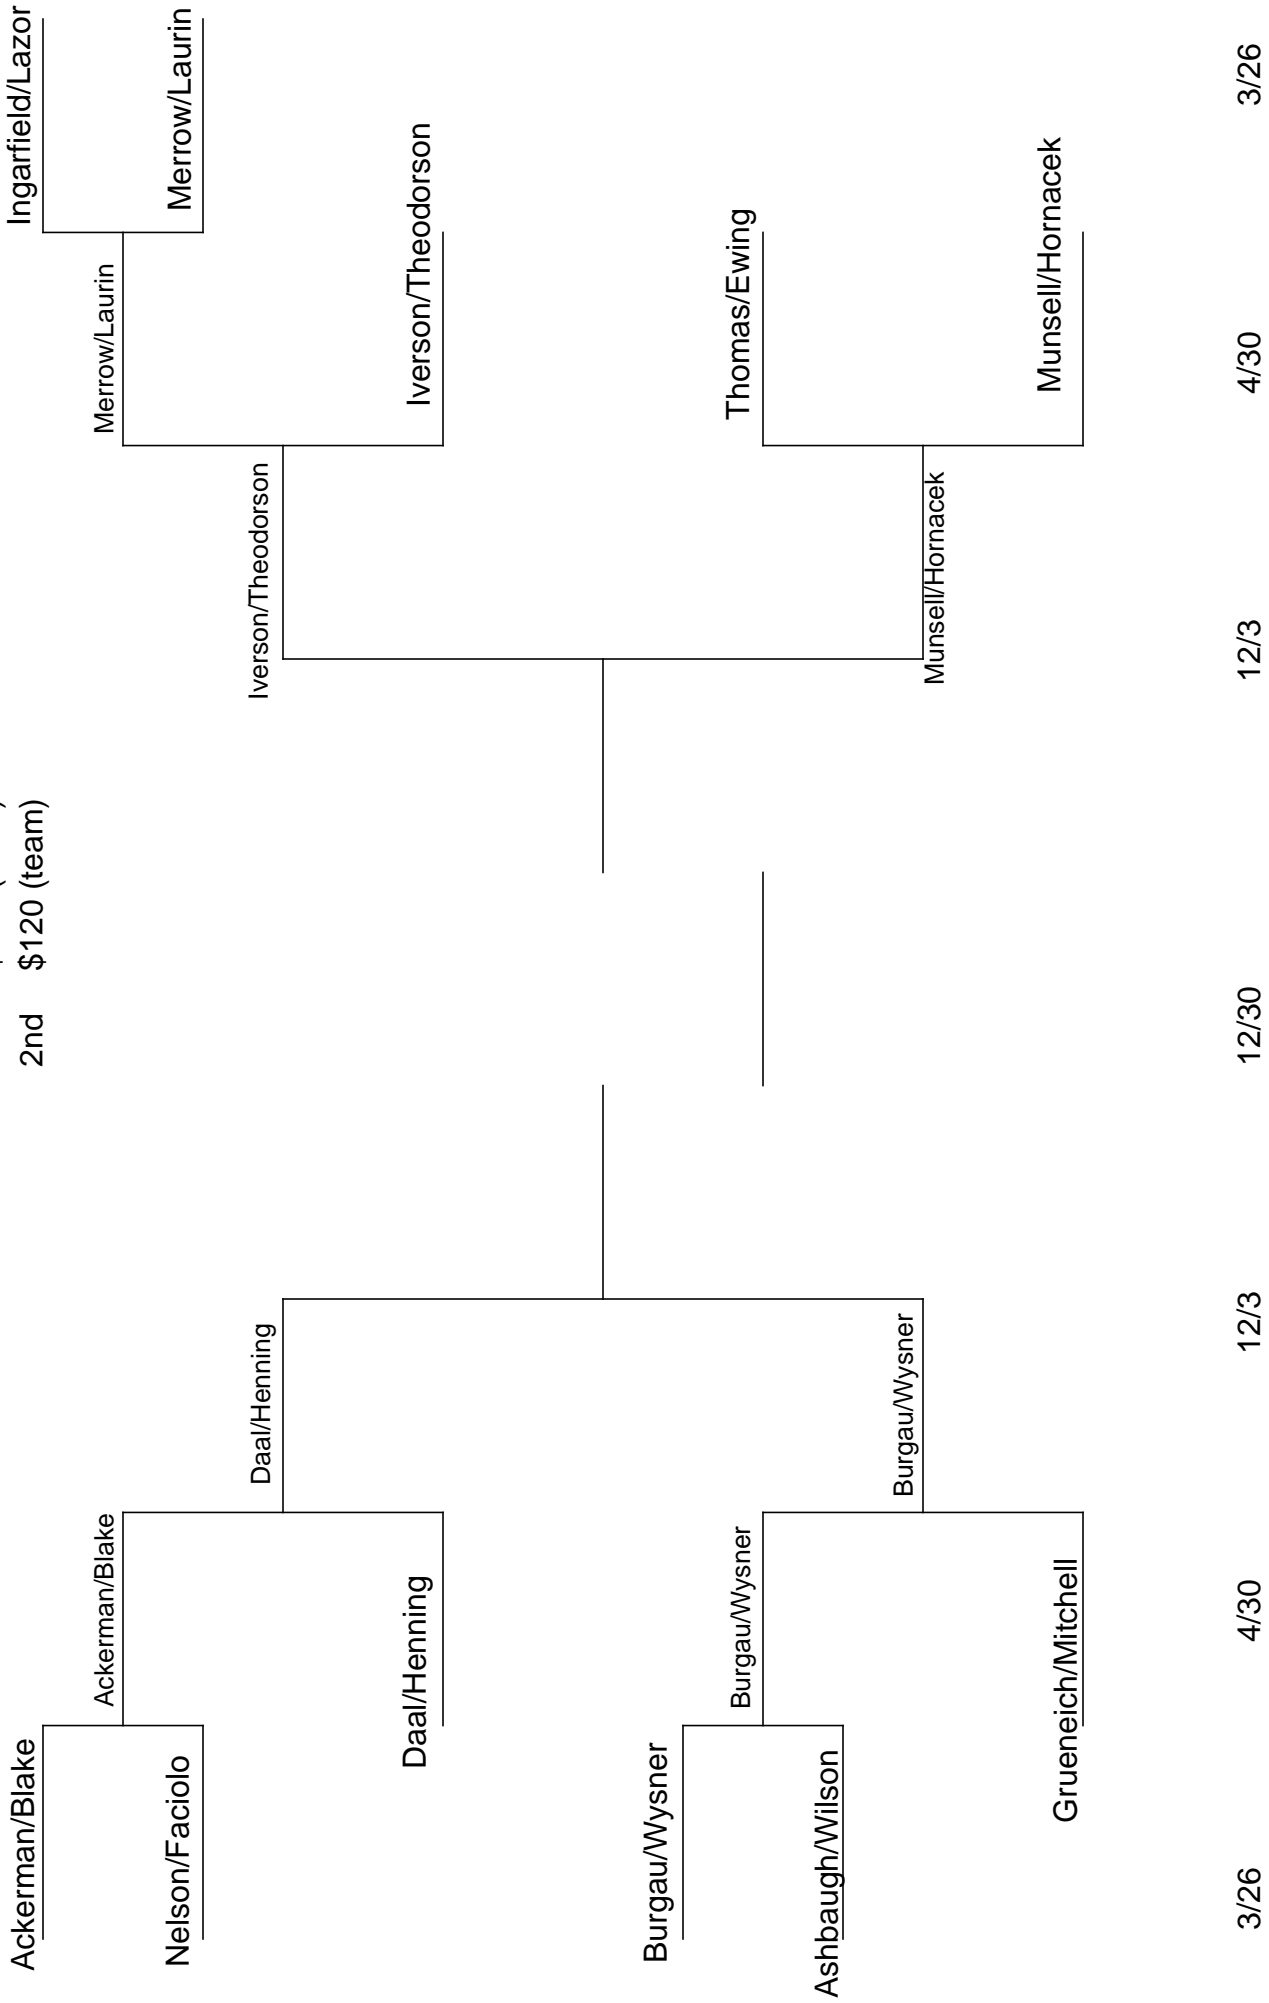 2nd $120 (team)
Ackerman/Blake
Ackerman/Blake
Nelson/Faciolo
Daal/Henning
Daal/Henning
Burgau/Wysner
Burgau/Wysner
Ashbaugh/Wilson
Burgau/Wysner
Grueneich/Mitchell
Ingarfield/Lazor
Merrow/Laurin
Merrow/Laurin
Iverson/Theodorson
Iverson/Theodorson
Thomas/Ewing
Munsell/Hornacek
Munsell/Hornacek
3/26 4/30 12/3 12/30 12/3 4/30 3/26